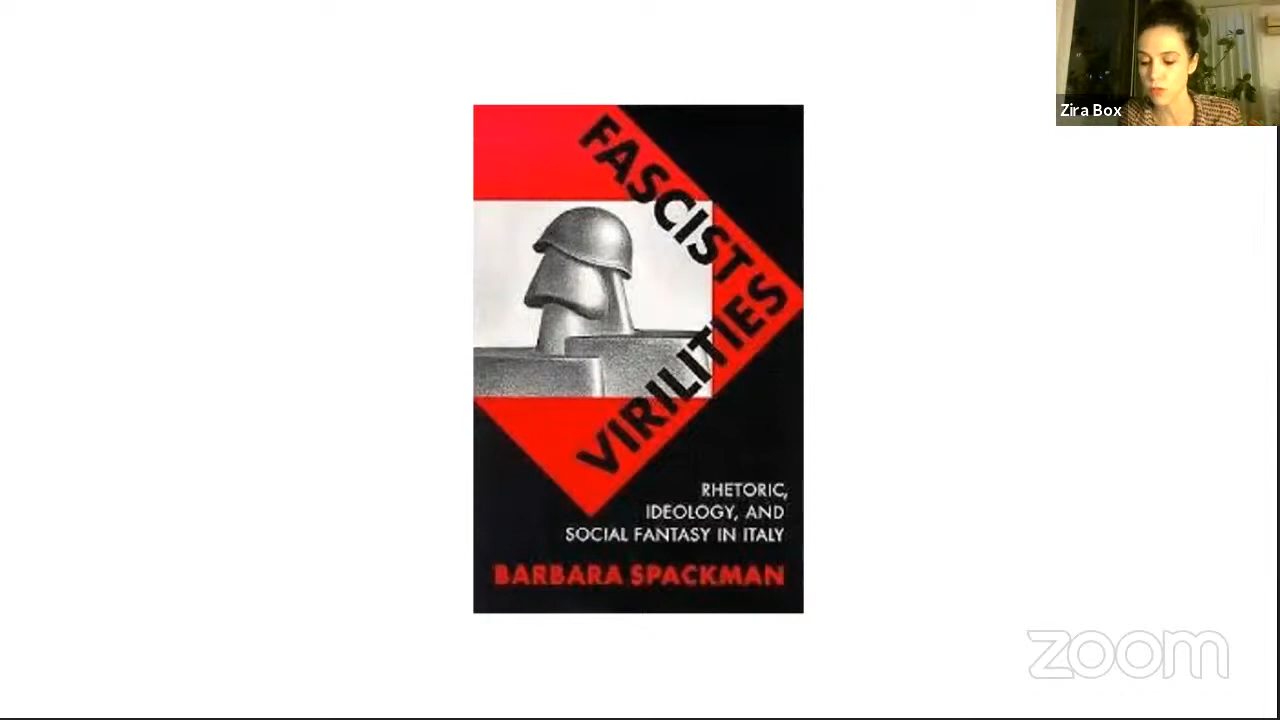 Zira Box
FASCIST
VIRILITIES
RHETORIC,
IDEOLOGY, AND
SOCIAL FANTASY IN ITALY
BARBARA SPACKMAN
zoom